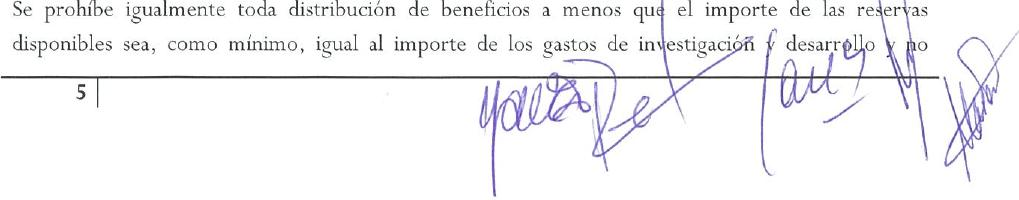 Se prohíbe igualmente toda distribución de beneficios a menos que el importe de las reservas
disponibles sea, como mínimo, igual al importe de los gastos de investigación y desarrollo y no
5